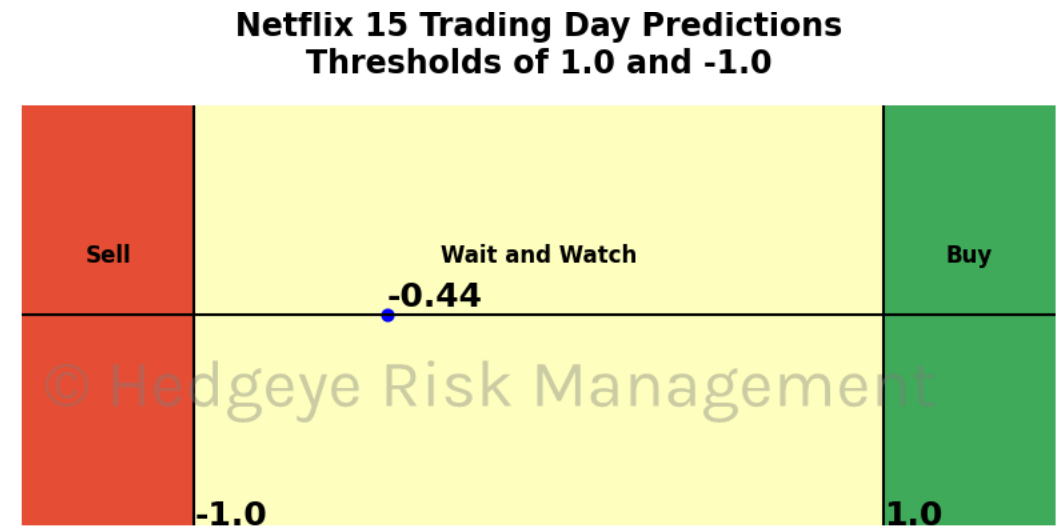 Netflix 15 Trading Day Predictions
Thresholds of 1.0 and -1.0
Sell
Wait and Watch
Buy
-0.44
© Hedgeye Risk Management
-1.0
1.0